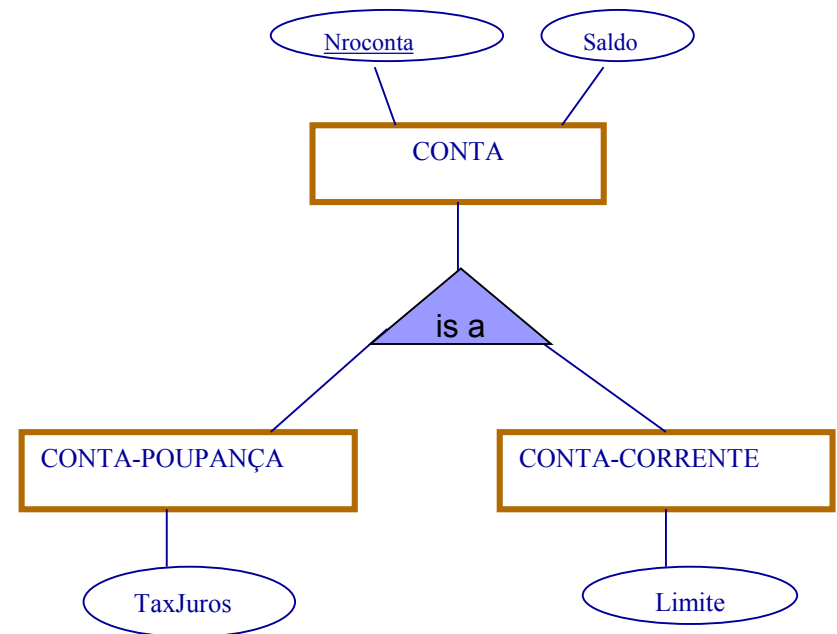 Nroconta
Saldo
CONTA
is a
CONTA-POUPANÇA
CONTA-CORRENTE
TaxJuros
Limite